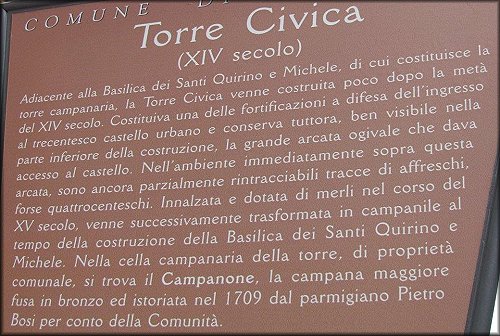 COMUNE D
Torre Civica
(XIV secolo)
Adiacente alla Basilica dei Santi Quirino e Michele, di cui costituisce la
torre campanaria, la Torre Civica venne costruita poco dopo la metà
del XIV secolo. Costituiva una delle fortificazioni a difesa dell'ingresso
al trecentesco castello urbano e conserva tuttora, ben visibile nella
parte inferiore della costruzione, la grande arcata ogivale che dava
accesso al castello. Nell'ambiente immediatamente sopra questa
arcata, sono ancora parzialmente rintracciabili tracce di affreschi,
forse quattrocenteschi. Innalzata e dotata di merli nel corso del
XV secolo, venne successivamente trasformata in campanile al
tempo della costruzione della Basilica dei Santi Quirino e
Michele. Nella cella campanaria della torre, di proprietà
comunale, si trova il Campanone, la campana maggiore
fusa in bronzo ed istoriata nel 1709 dal parmigiano Pietro
Bosi per conto della Comunità.